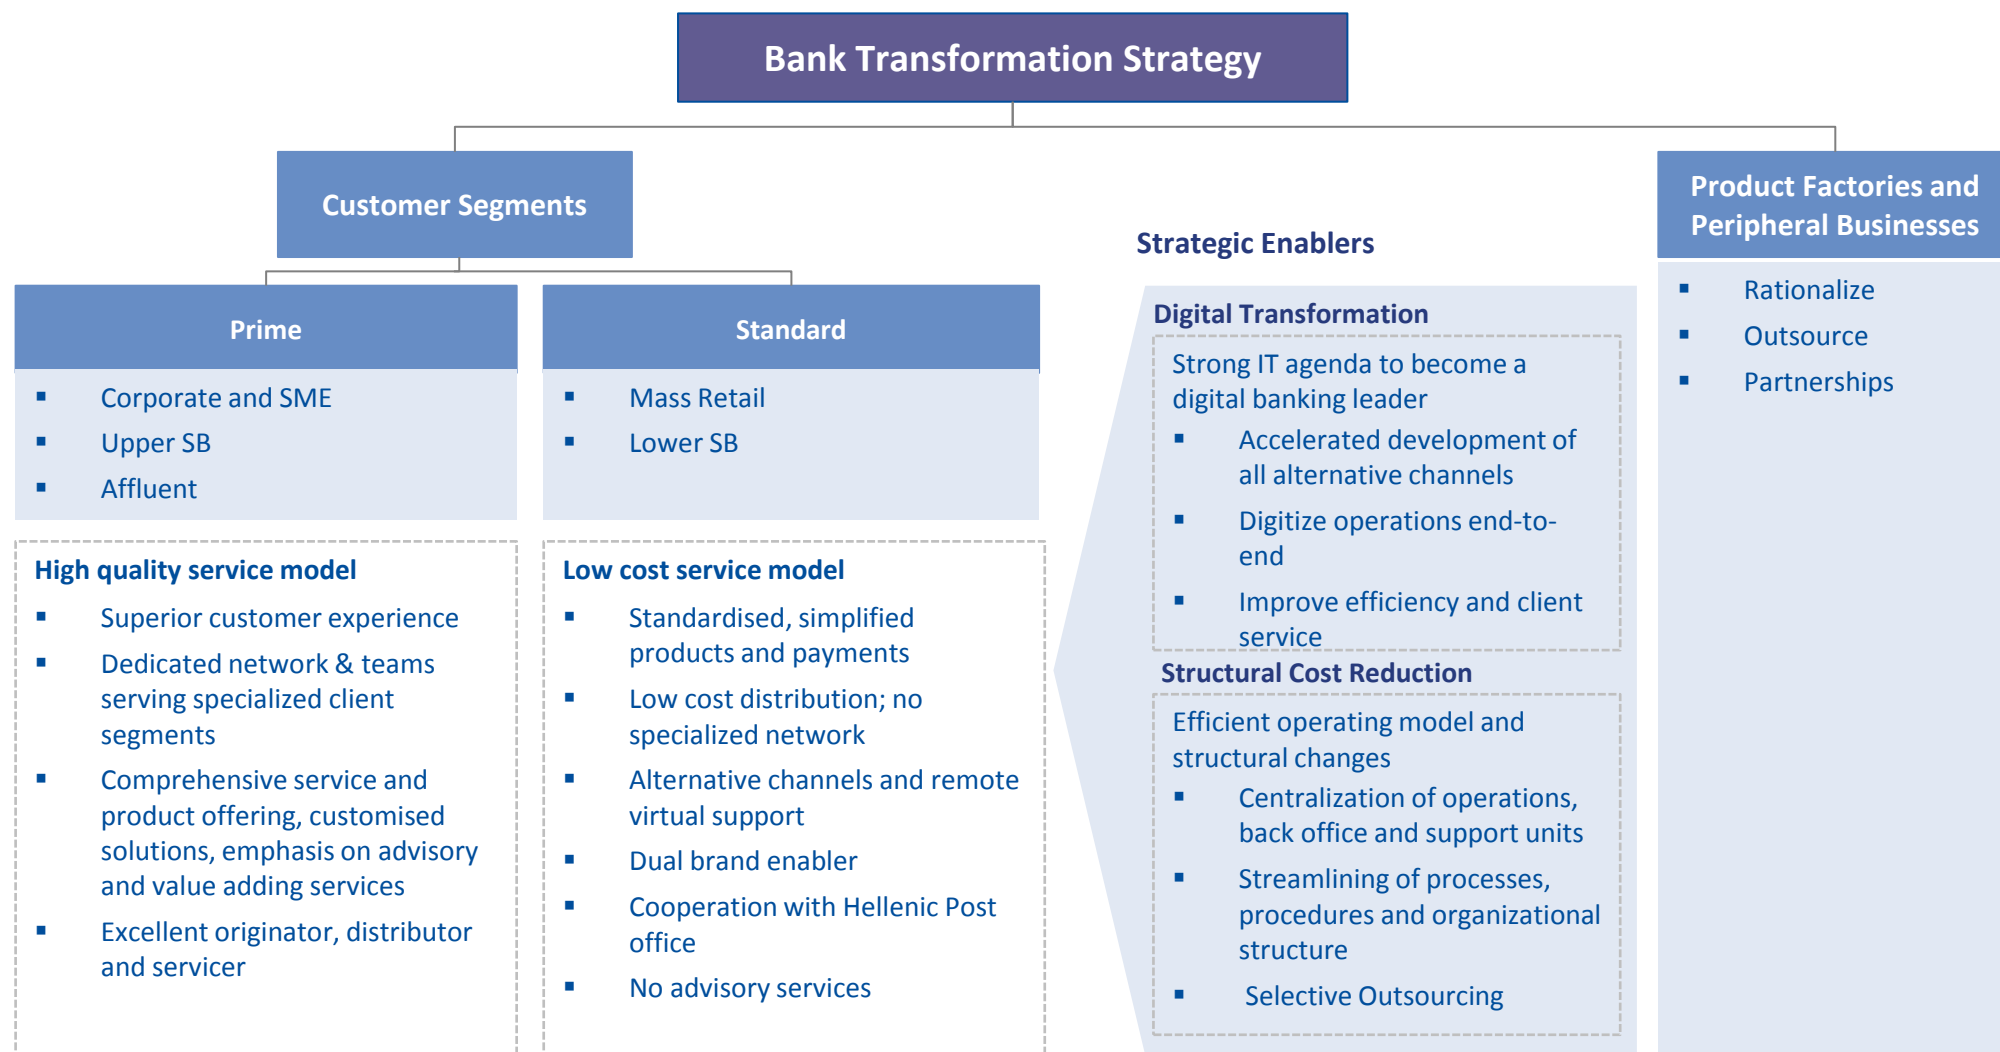 Bank Transformation Strategy
Customer Segments
Prime
▪ Corporate and SME
▪ Upper SB
▪ Affluent
High quality service model
▪ Superior customer experience
▪ Dedicated network & teams
serving specialized client
segments
▪ Comprehensive service and
product offering, customised
solutions, emphasis on advisory
and value adding services
▪ Excellent originator, distributor
and servicer
Standard
▪ Mass Retail
▪ Lower SB
Low cost service model
▪ Standardised, simplified
products and payments
▪ Low cost distribution; no
specialized network
▪ Alternative channels and remote
virtual support
▪ Dual brand enabler
▪ Cooperation with Hellenic Post
office
▪ No advisory services
Strategic Enablers
Digital Transformation
Strong IT agenda to become a
digital banking leader
▪ Accelerated development of
all alternative channels
▪ Digitize operations end-to-
end
▪ Improve efficiency and client
service
Structural Cost Reduction
Efficient operating model and
structural changes
▪ Centralization of operations,
back office and support units
▪ Streamlining of processes,
procedures and organizational
structure
▪ Selective Outsourcing
Product Factories and
Peripheral Businesses
▪ Rationalize
▪ Outsource
▪ Partnerships